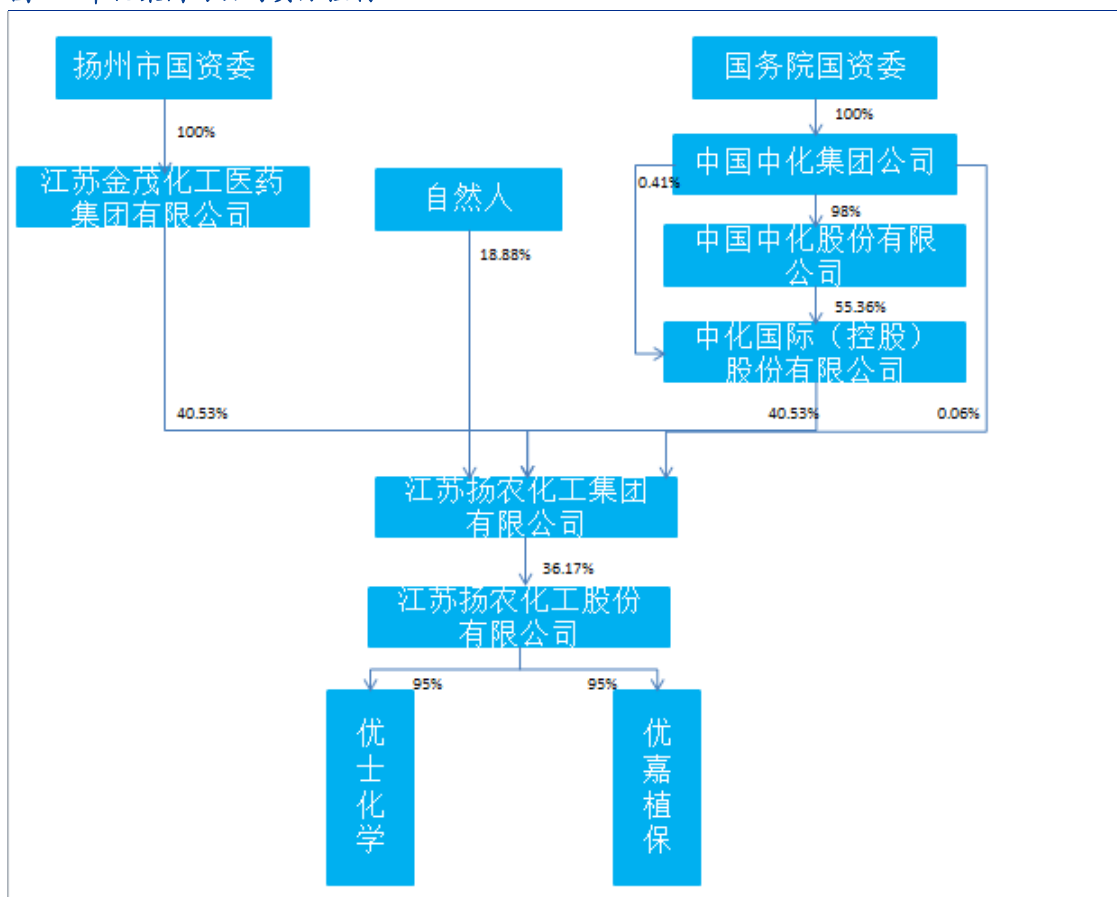 扬州市国资委
国务院国资委
100%
100%
江苏金茂化工医药
集团有限公司
自然人
中国中化集团公司
0.41%
98%
18.88%
中国中化股份有限
公司
55.36%
中化国际（控股）
股份有限公司
40.53%
40.53%
0.06%
江苏扬农化工集团
有限公司
36.17%
江苏扬农化工股份
有限公司
95%
95%
优士化学
优嘉植保